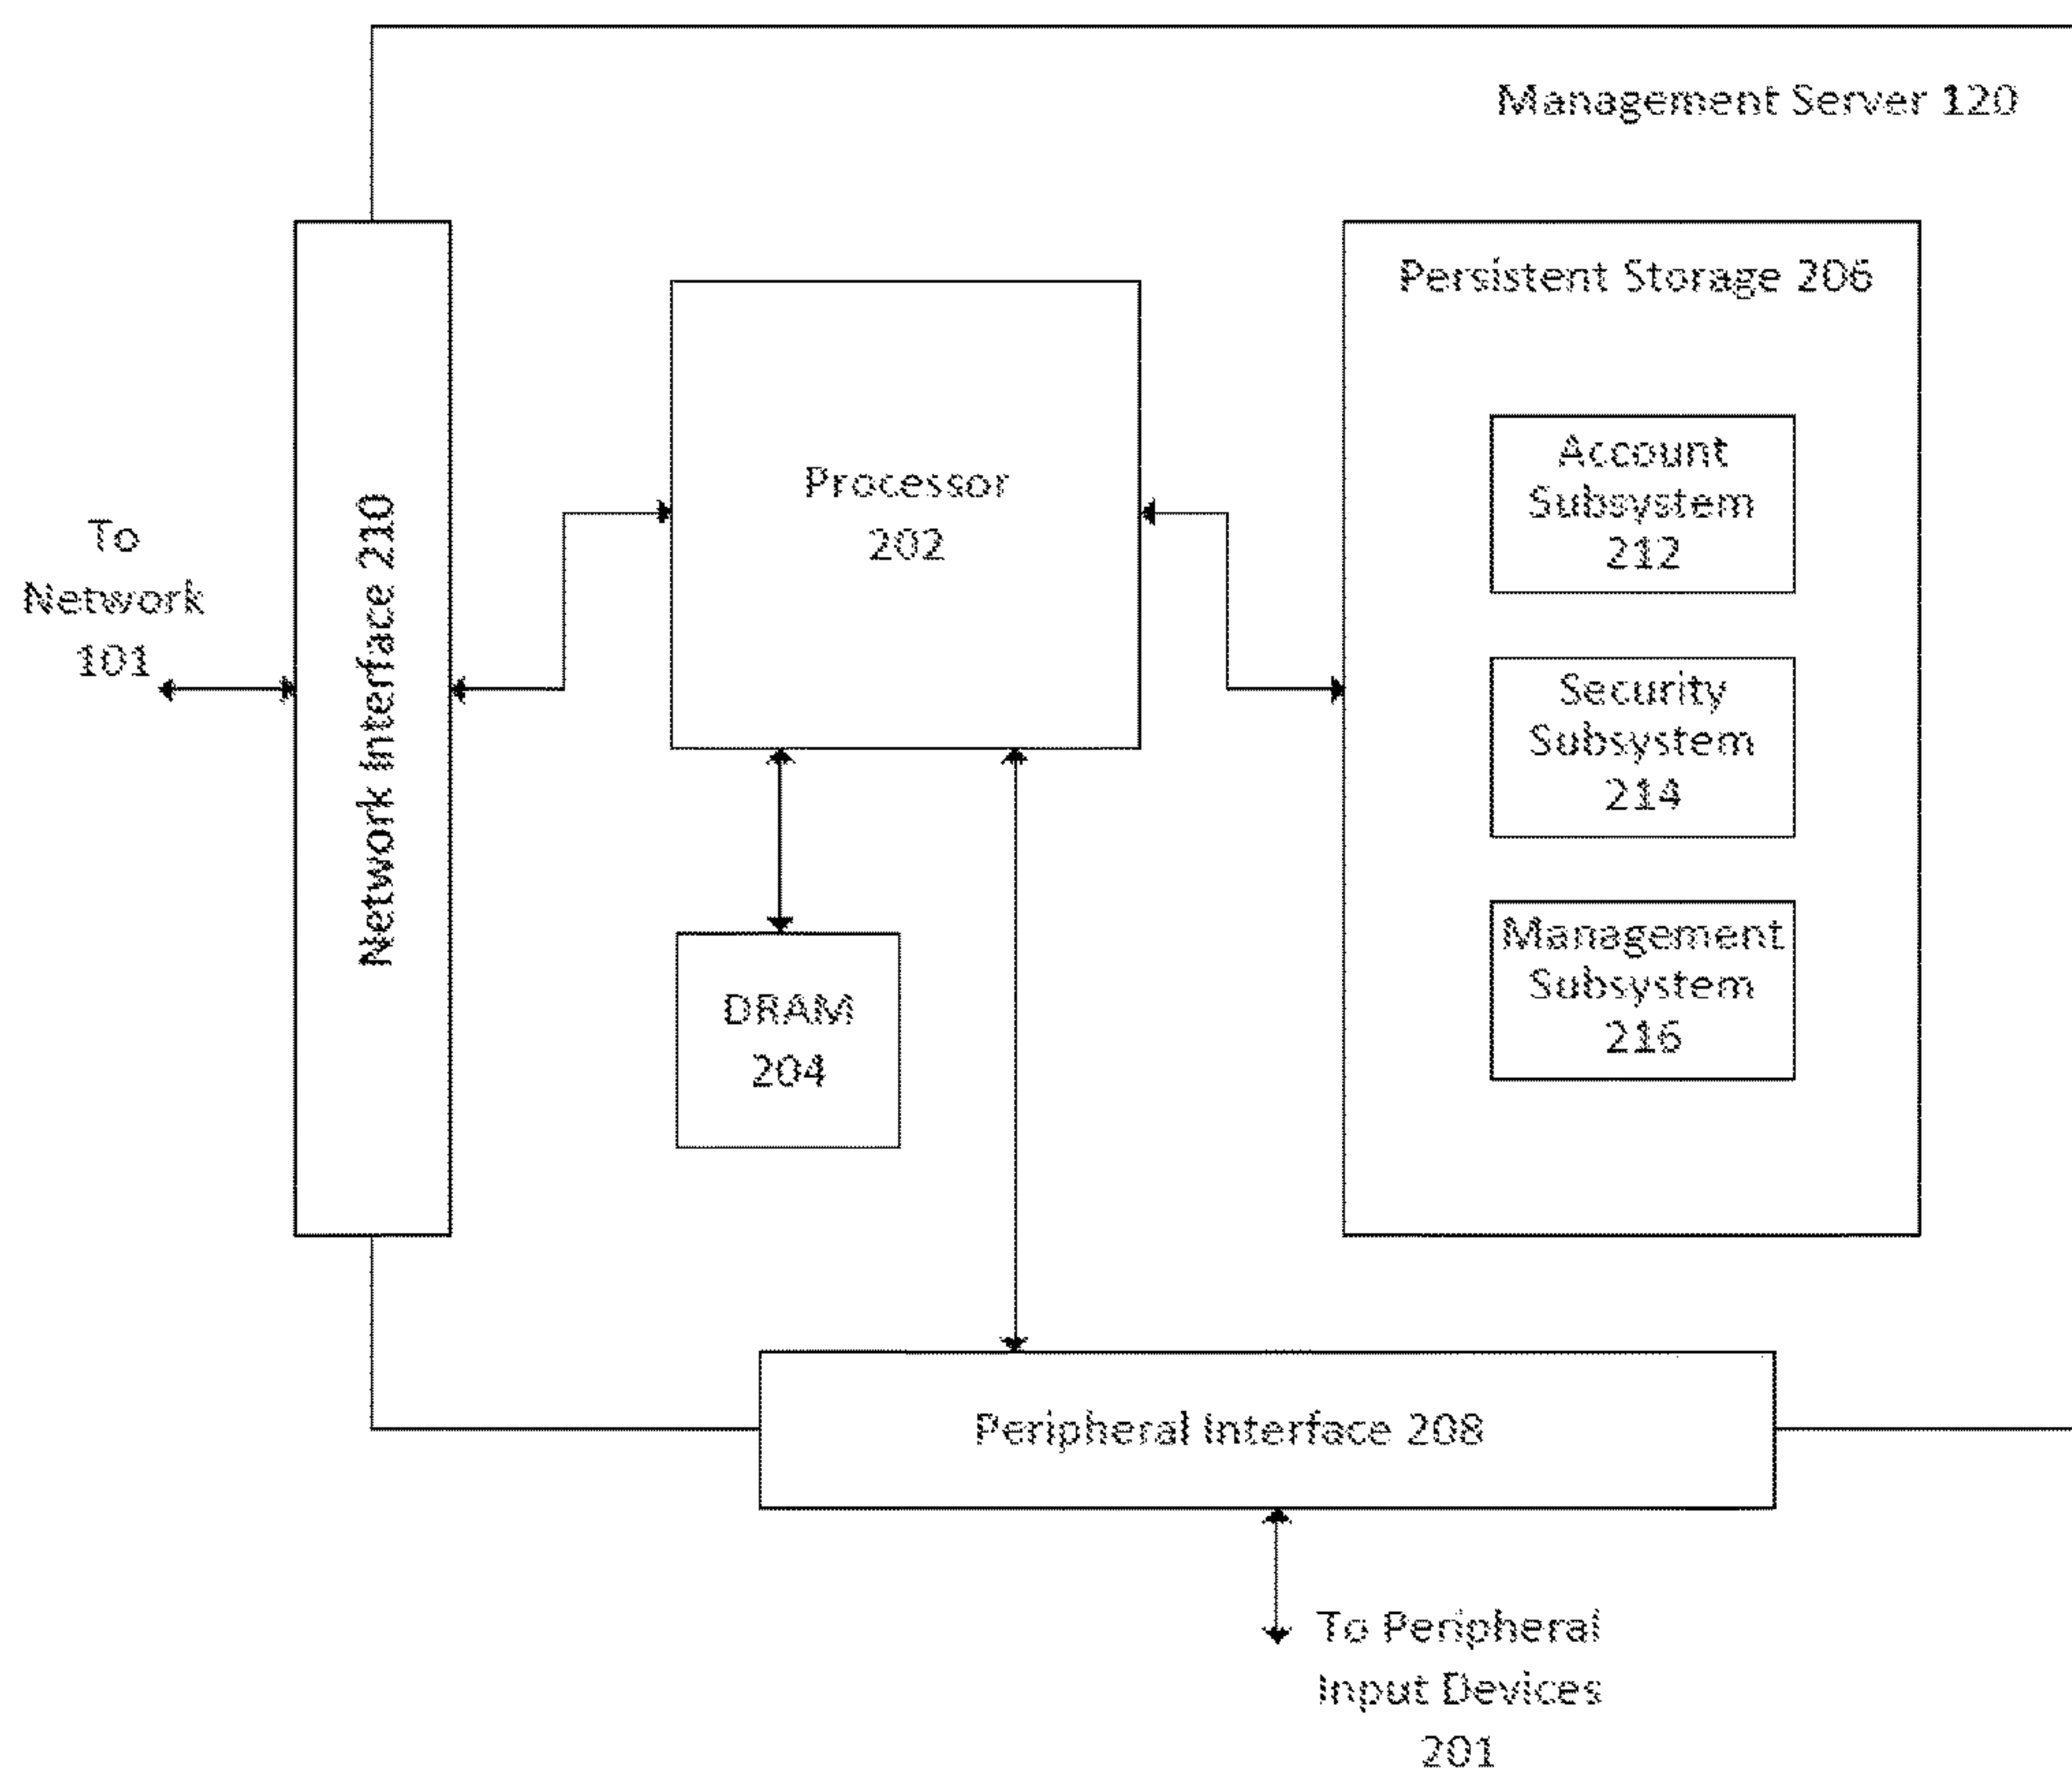 Management Server 120
Persistent Storage 206
Account
Subsystem
212
Security
Subsystem
214
Management
Subsystem
216
Processor
202
To
Network
101
Network Interface 210
DRAM
204
Peripheral Interface 208
To Peripheral
Input Devices
201